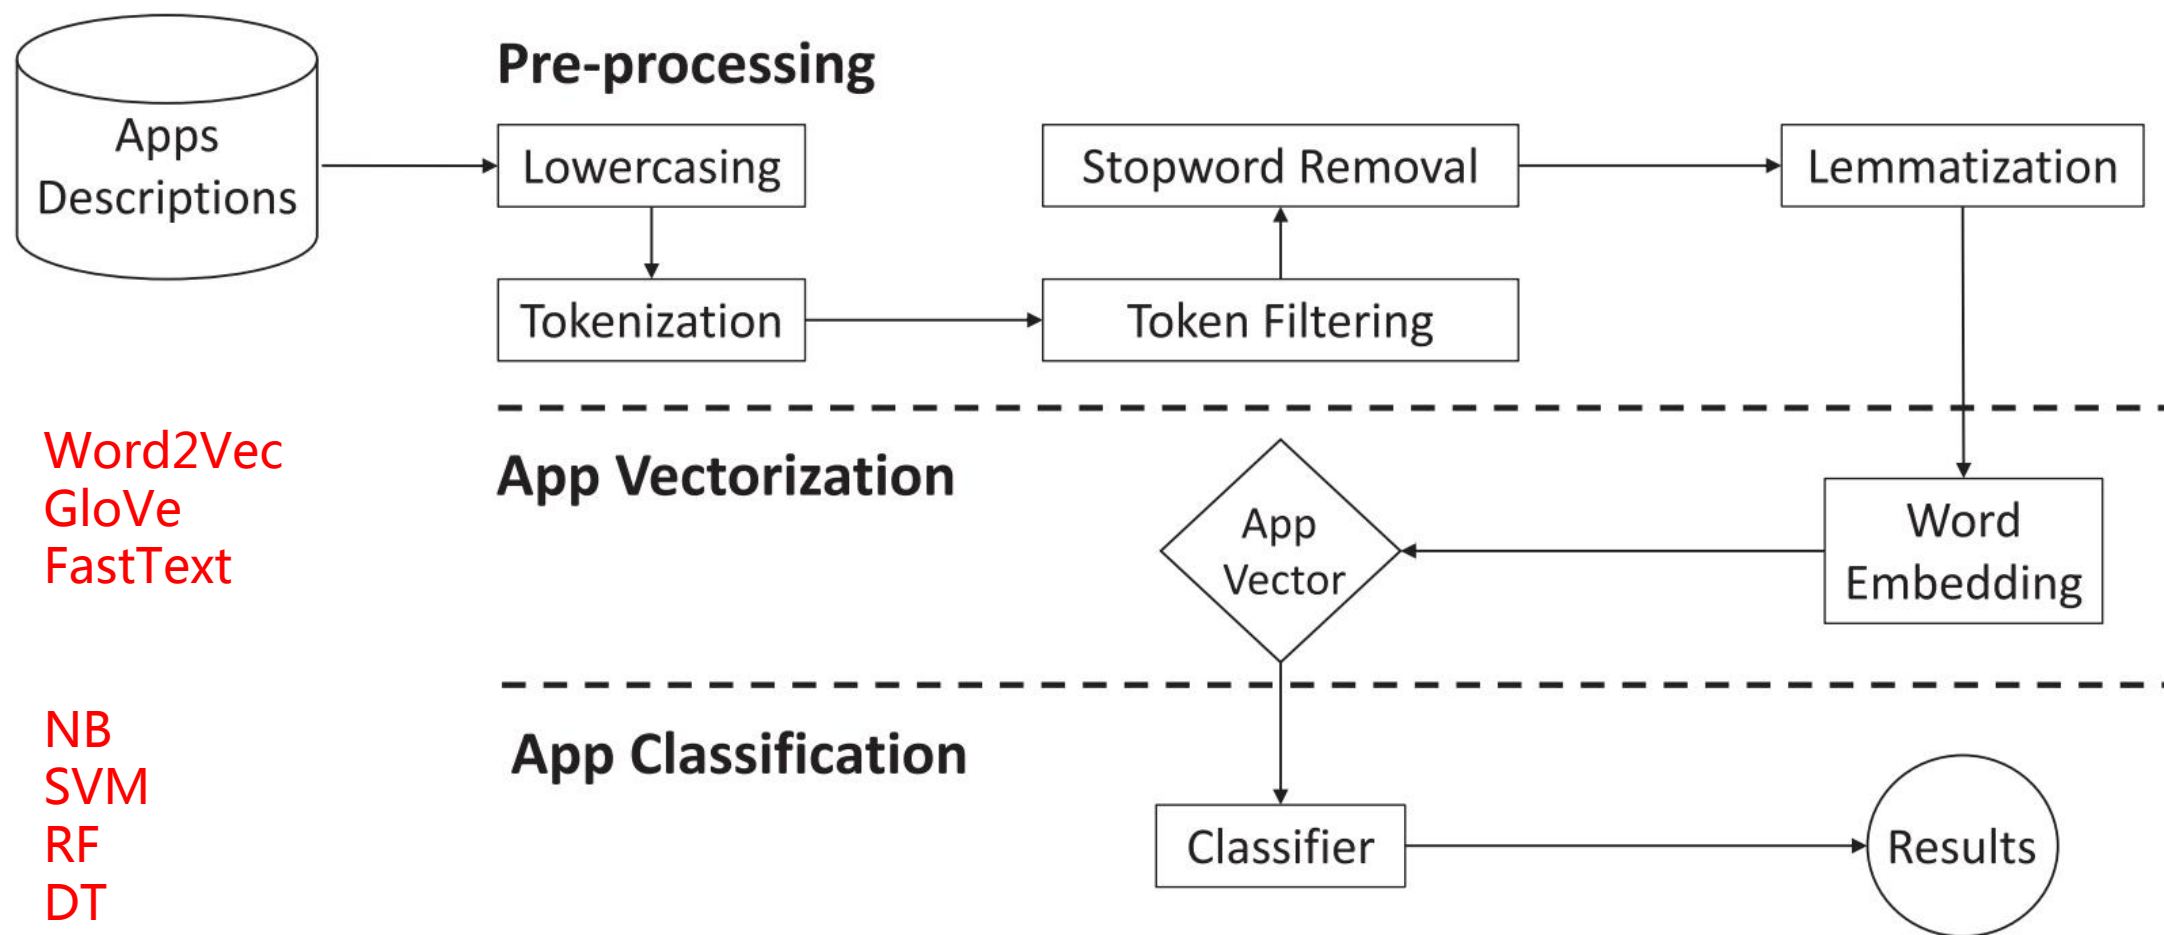 Pre-processing
Apps
Descriptions
Lowercasing
Stopword Removal
Lemmatization
Tokenization
Token Filtering
Word2Vec
GloVe
FastText
App Vectorization
App
Vector
Word
Embedding
NB
SVM
RF
DT
App Classification
Classifier
Results